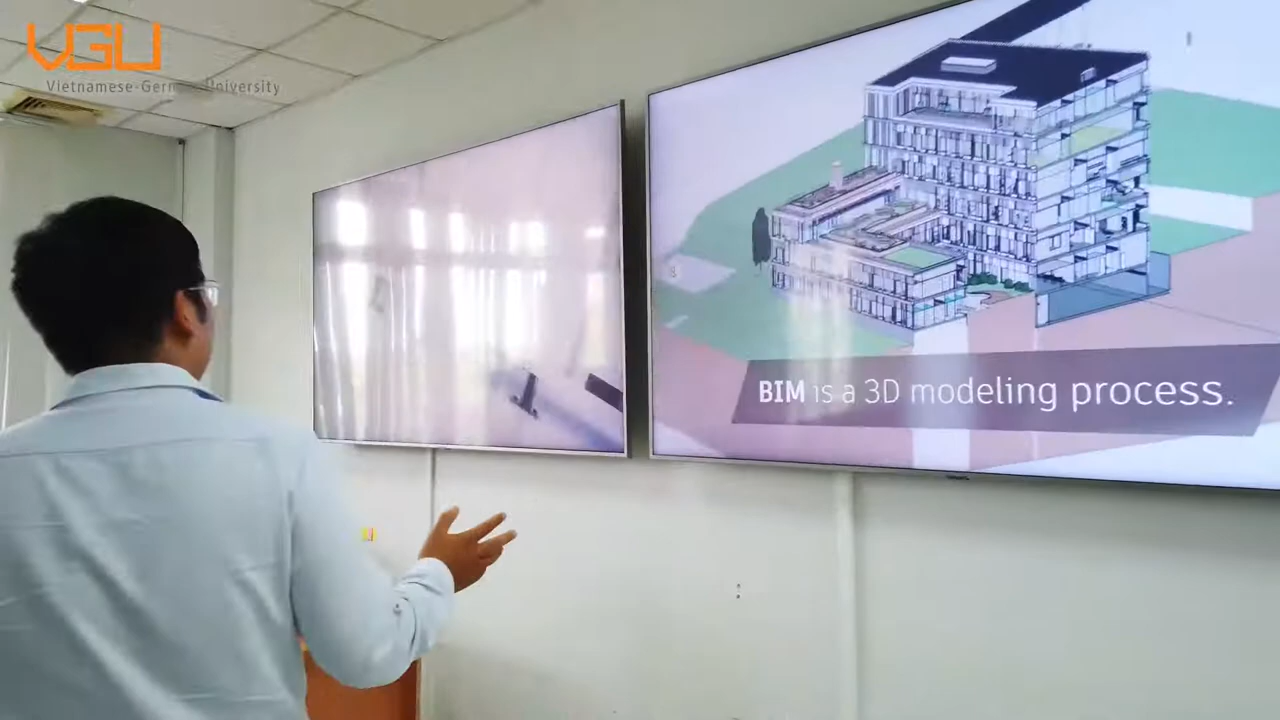 VGU
Vietnamese-German University
BIM is a 3D modeling process.